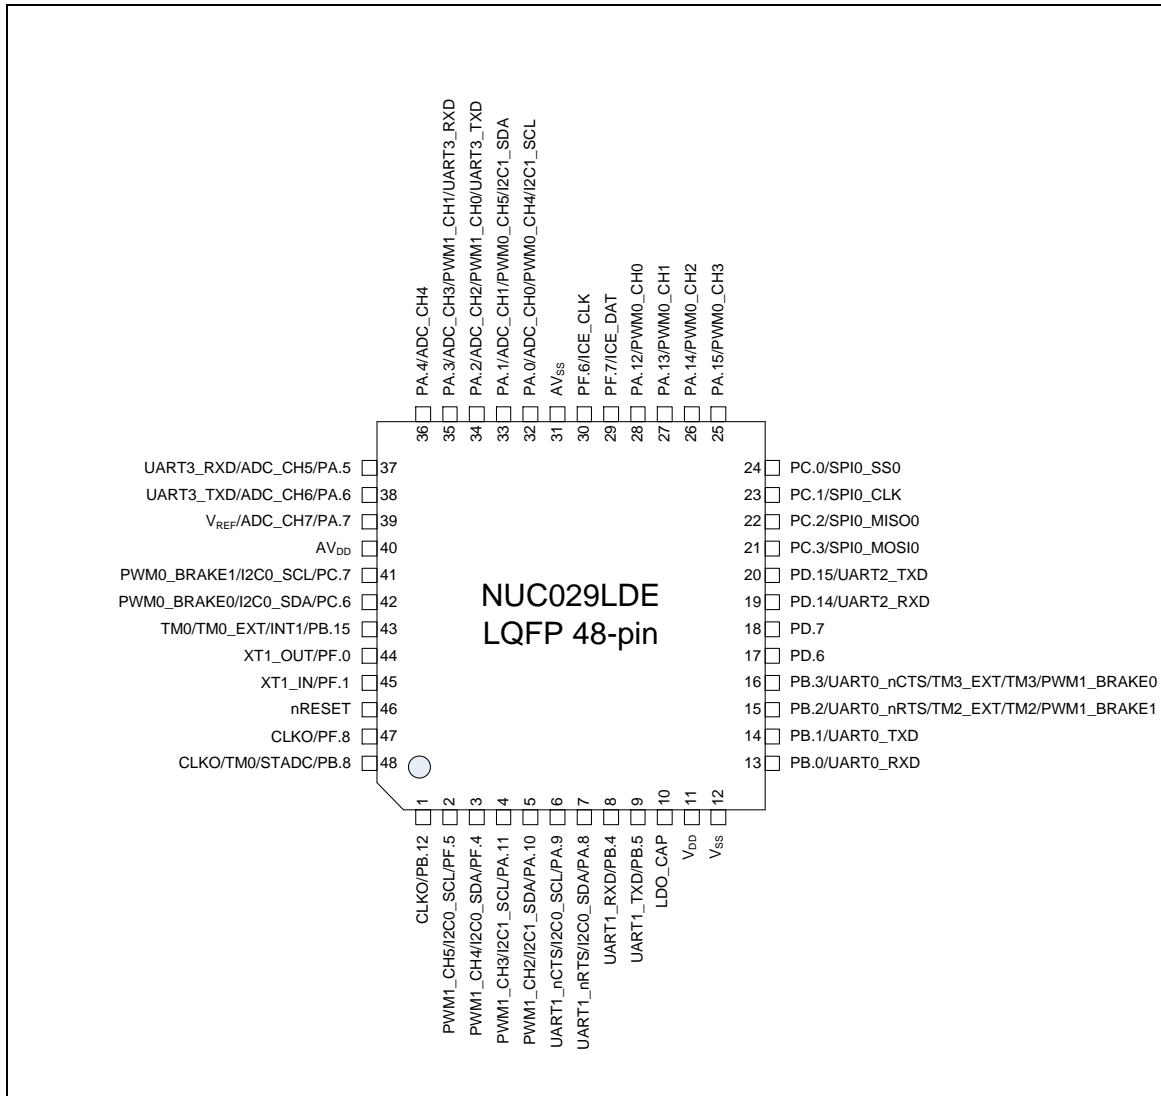 PA.4/ADC_CH4
PA.3/ADC_CH3/PWM1_CH1/UART3_RXD
PA.2/ADC_CH2/PWM1_CH0/UART3_TXD
PA.1/ADC_CH1/PWM0_CH5/I2C1_SDA
PA.0/ADC_CH0/PWM0_CH4/I2C1_SCL
AVSS
PF.6/ICE_CLK
PF.7/ICE_DAT
PA.12/PWM0_CH0
PA.13/PWM0_CH1
PA.14/PWM0_CH2
PA.15/PWM0_CH3
36
35
34
33
32
31
30
29
28
27
26
25
UART3_RXD/ADC_CH5/PA.5 37
UART3_TXD/ADC_CH6/PA.6 38
VREF/ADC_CH7/PA.7 39
AVDD 40
PWM0_BRAKE1/I2C0_SCL/PC.7 41
PWM0_BRAKE0/I2C0_SDA/PC.6 42
TM0/TM0_EXT/INT1/PB.15 43
XT1_OUT/PF.0 44
XT1_IN/PF.1 45
nRESET 46
CLKO/PF.8 47
CLKO/TM0/STADC/PB.8 48
NUC029LDE
LQFP 48-pin
24 PC.0/SPI0_SS0
23 PC.1/SPI0_CLK
22 PC.2/SPI0_MISO0
21 PC.3/SPI0_MOSI0
20 PD.15/UART2_TXD
19 PD.14/UART2_RXD
18 PD.7
17 PD.6
16 PB.3/UART0_nCTS/TM3_EXT/TM3/PWM1_BRAKE0
15 PB.2/UART0_nRTS/TM2_EXT/TM2/PWM1_BRAKE1
14 PB.1/UART0_TXD
13 PB.0/UART0_RXD
1
2
3
4
5
6
7
8
9
10
11
12
CLKO/PB.12
PWM1_CH5/I2C0_SCL/PF.5
PWM1_CH4/I2C0_SDA/PF.4
PWM1_CH3/I2C1_SCL/PA.11
PWM1_CH2/I2C1_SDA/PA.10
UART1_nCTS/I2C0_SCL/PA.9
UART1_nRTS/I2C0_SDA/PA.8
UART1_RXD/PB.4
UART1_TXD/PB.5
LDO_CAP
VDD
VSS